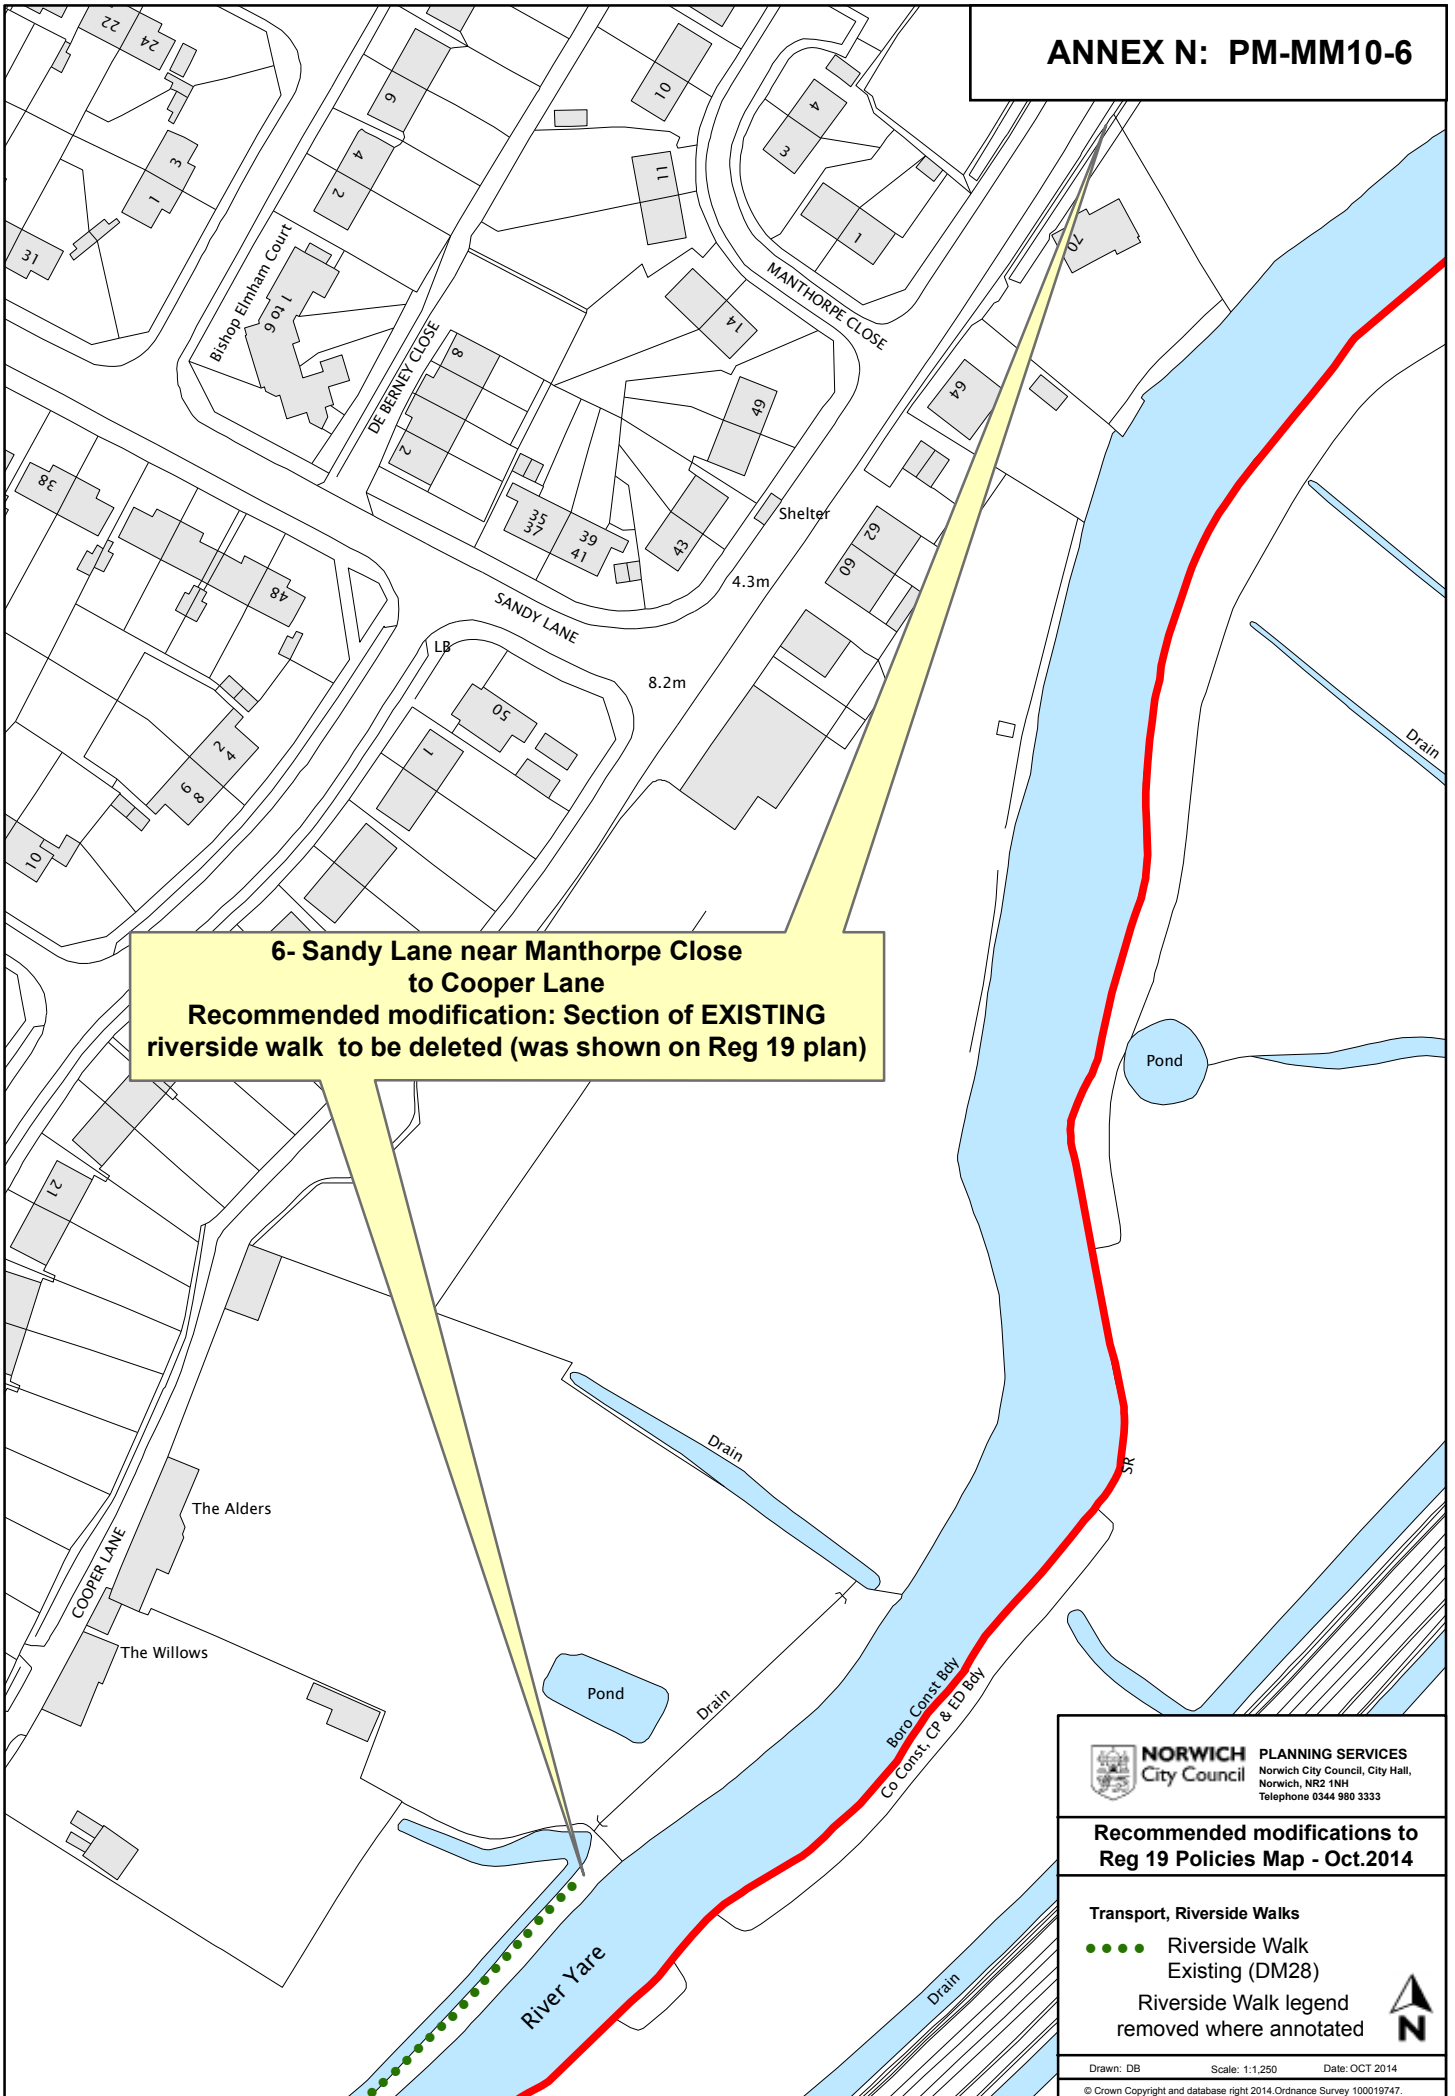 ANNEX N: PM-MM10-6
22
24
6
10
4
3
4
3
1
2
11
1
70
31
Bishop Elmham Court
1 to 6
MANTHORPE CLOSE
14
DE BERNEY CLOSE
8
64
49
2
38
35
37
39
41
43
Shelter
62
60
4.3m
48
SANDY LANE
LB
8.2m
50
2
4
1
Drain
6
8
10
6- Sandy Lane near Manthorpe Close
to Cooper Lane
Recommended modification: Section of EXISTING
riverside walk to be deleted (was shown on Reg 19 plan)
Pond
21
Drain
SR
The Alders
COOPER LANE
The Willows
Pond
Drain
Boro Const Bdy
Co Const, CP & ED Bdy
River Yare
Drain
NORWICH
City Council
PLANNING SERVICES
Norwich City Council, City Hall,
Norwich, NR2 1NH
Telephone 0344 980 3333
Recommended modifications to
Reg 19 Policies Map - Oct.2014
Transport, Riverside Walks
Riverside Walk
Existing (DM28)
Riverside Walk legend
removed where annotated
N
Drawn: DB
Scale: 1:1,250
Date: OCT 2014
© Crown Copyright and database right 2014.Ordnance Survey 100019747.